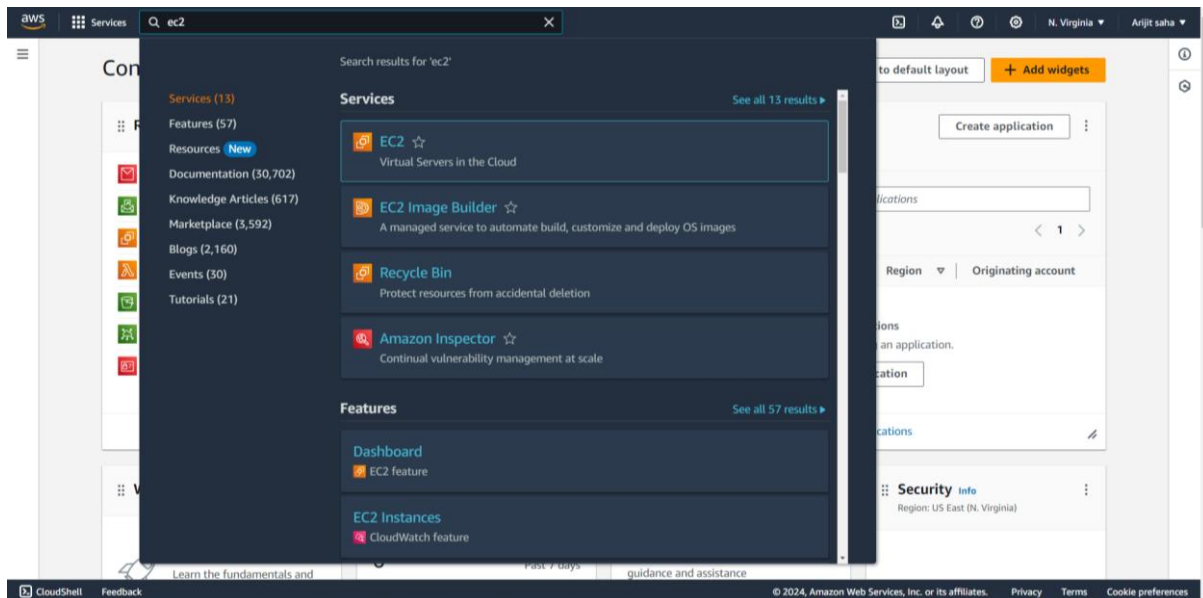 aws
Services
ec2
N. Virginia ▼
Arijit saha ▼
Search results for 'ec2'
Con
to default layout
+ Add widgets
Services (13)
Features (57)
Resources New
Documentation (30,702)
Knowledge Articles (617)
Marketplace (3,592)
Blogs (2,160)
Events (30)
Tutorials (21)
Services
See all 13 results ▶
EC2
Virtual Servers in the Cloud
EC2 Image Builder
A managed service to automate build, customize and deploy OS images
Recycle Bin
Protect resources from accidental deletion
Amazon Inspector
Continual vulnerability management at scale
Features
See all 57 results ▶
Dashboard
EC2 feature
EC2 Instances
CloudWatch feature
Create application
lications
1
Region
Originating account
ions
an application.
cation
cations
Security Info
Region: US East (N. Virginia)
Learn the fundamentals and
Past 7 days
guidance and assistance
CloudShell
Feedback
© 2024, Amazon Web Services, Inc. or its affiliates.
Privacy
Terms
Cookie preferences